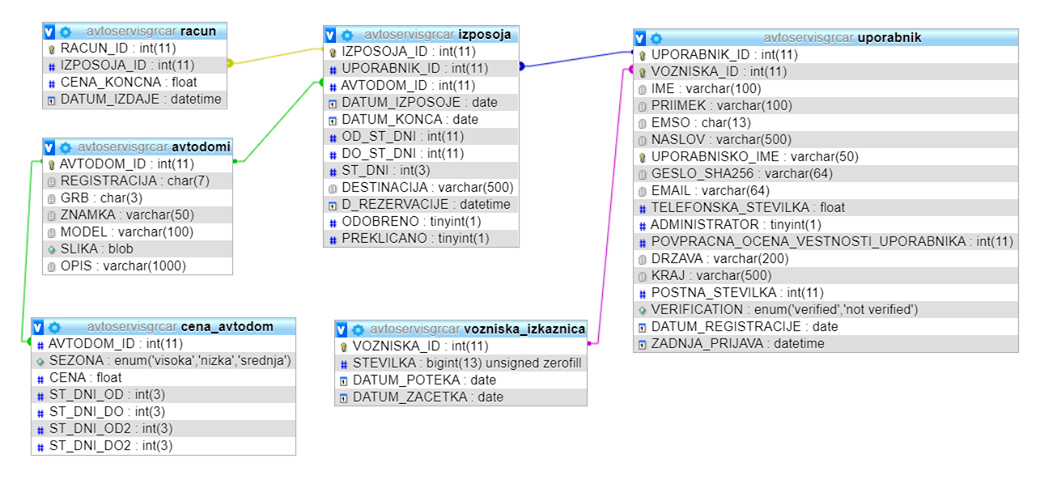 avtoservisgrcar racun
RACUN_ID : int(11)
IZPOSOJA_ID : int(11)
CENA_KONCNA : float
DATUM_IZDAJE : datetime
avtoservisgrcar avtodomi
AVTODOM_ID : int(11)
REGISTRACIJA : char(7)
GRB : char(3)
ZNAMKA : varchar(50)
MODEL : varchar(100)
SLIKA : blob
OPIS : varchar(1000)
avtoservisgrcar cena_avtodom
AVTODOM_ID : int(11)
SEZONA : enum('visoka','nizka','srednja')
CENA : float
ST_DNI_OD : int(3)
ST_DNI_DO : int(3)
ST_DNI_OD2 : int(3)
ST_DNI_DO2 : int(3)
avtoservisgrcar izposoja
IZPOSOJA_ID : int(11)
UPORABNIK_ID : int(11)
AVTODOM_ID : int(11)
DATUM_IZPOSOJE : date
DATUM_KONCA : date
OD_ST_DNI : int(11)
DO_ST_DNI : int(11)
ST_DNI : int(3)
DESTINACIJA : varchar(500)
D_REZERVACIJE : datetime
ODOBRENO : tinyint(1)
PREKLICANO : tinyint(1)
avtoservisgrcar vozniska_izkaznica
VOZNISKA_ID : int(11)
STEVILKA : bigint(13) unsigned zerofill
DATUM_POTEKA : date
DATUM_ZACETKA : date
avtoservisgrcar uporabnik
UPORABNIK_ID : int(11)
VOZNISKA_ID : int(11)
IME : varchar(100)
PRIIMEK : varchar(100)
EMSO : char(13)
NASLOV : varchar(500)
UPORABNISKO_IME : varchar(50)
GESLO_SHA256 : varchar(64)
EMAIL : varchar(64)
TELEFONSKA_STEVILKA : float
ADMINISTRATOR : tinyint(1)
POVPRACNA_OCENA_VESTNOSTI_UPORABNIKA : int(11)
DRZAVA : varchar(200)
KRAJ : varchar(500)
POSTNA_STEVILKA : int(11)
VERIFICATION : enum('verified','not verified')
DATUM_REGISTRACIJE : date
ZADNJA_PRIJAVA : datetime